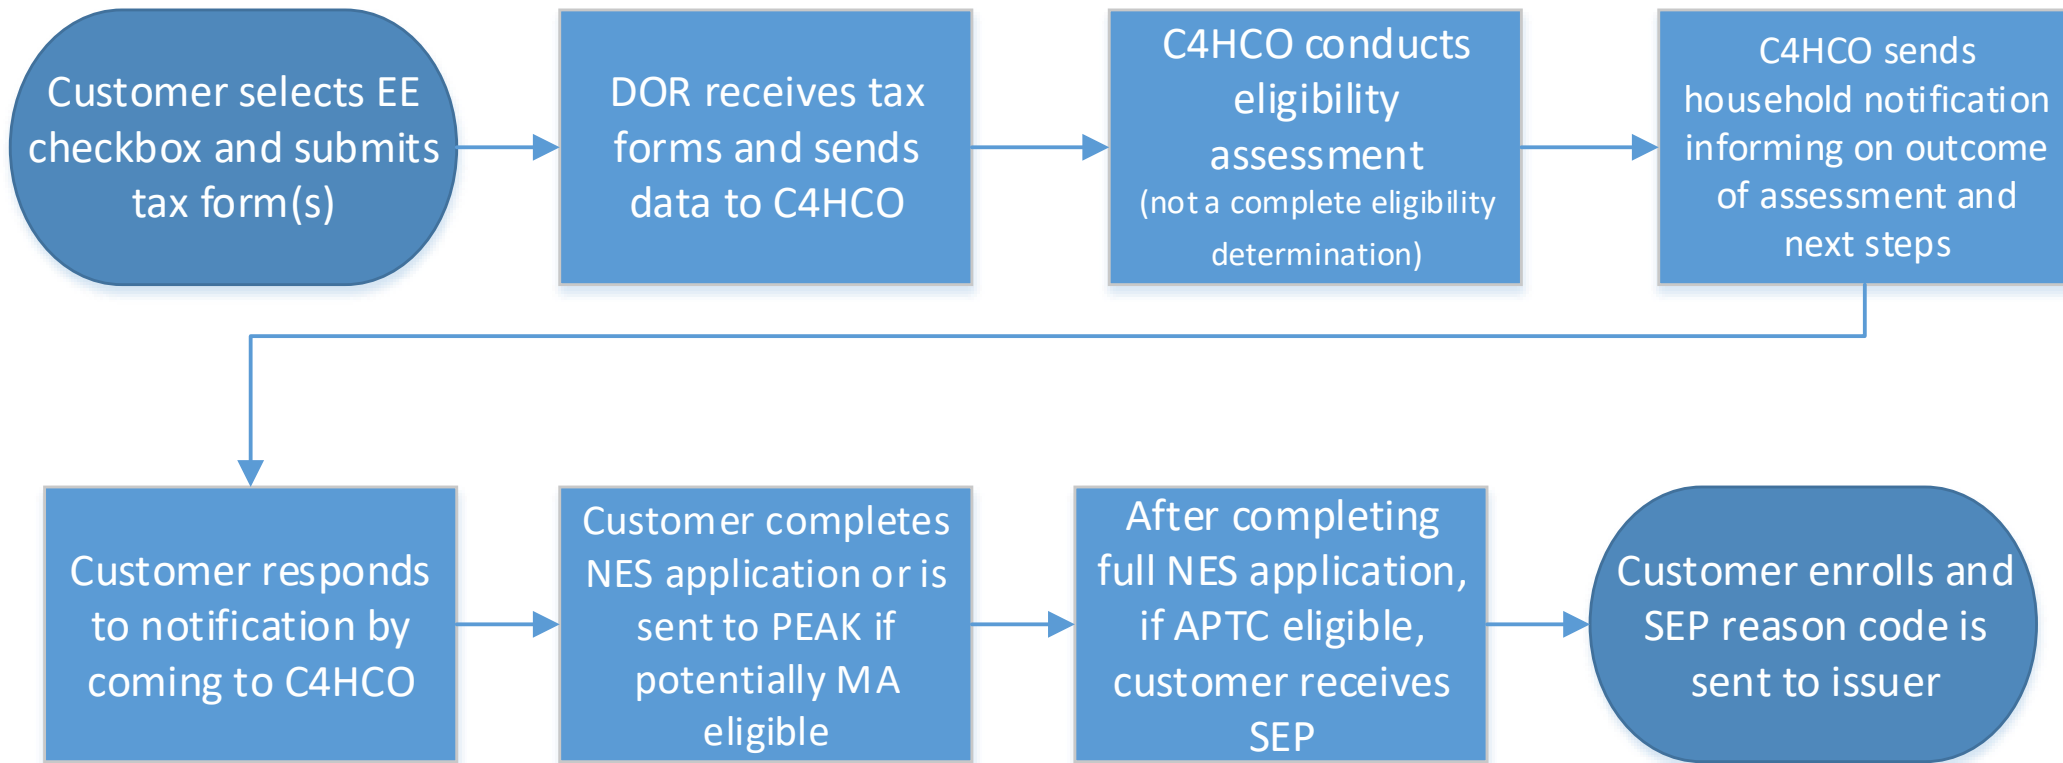 Customer selects EE
checkbox and submits
tax form(s)
DOR receives tax
forms and sends
data to C4HCO
C4HCO conducts
eligibility
assessment
(not a complete eligibility
determination)
C4HCO sends
household notification
informing on outcome
of assessment and
next steps
Customer responds
to notification by
coming to C4HCO
Customer completes
NES application or is
sent to PEAK if
potentially MA
eligible
After completing
full NES application,
if APTC eligible,
customer receives
SEP
Customer enrolls and
SEP reason code is
sent to issuer